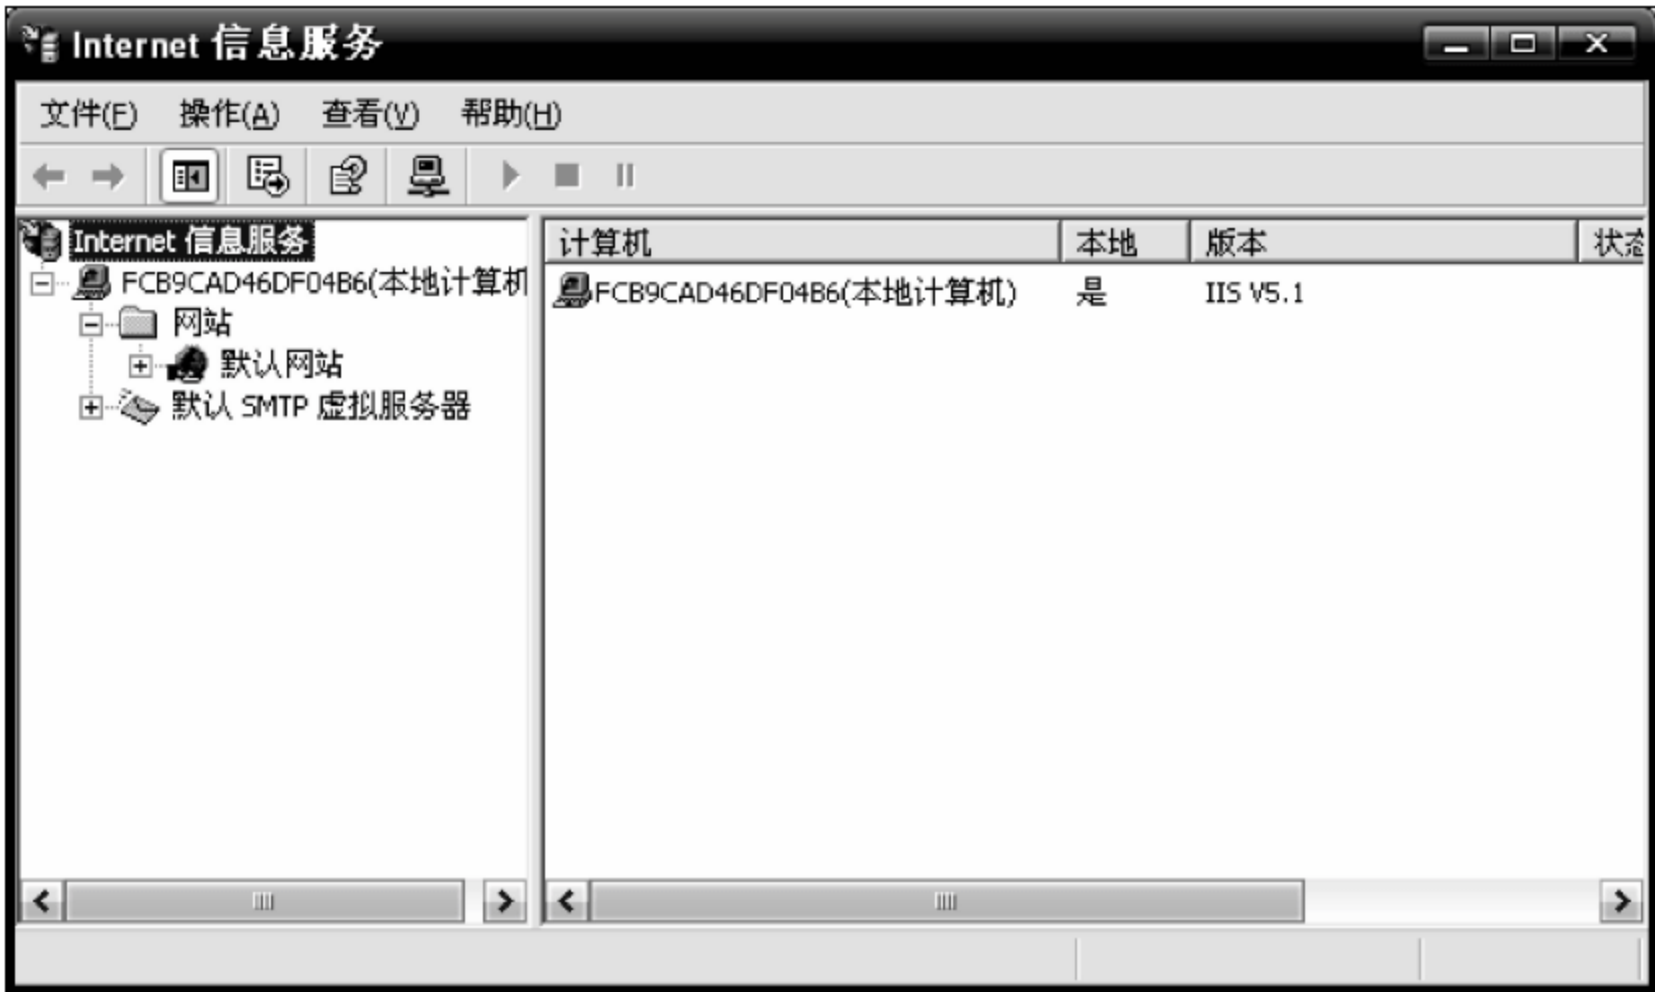 Internet 信息服务
文件(F) 操作(A) 查看(V) 帮助(H)
Internet 信息服务
FCB9CAD46DF04B6(本地计算机
网站
默认网站
默认 SMTP 虚拟服务器
计算机 本地 版本 状态
FCB9CAD46DF04B6(本地计算机) 是 IIS V5.1